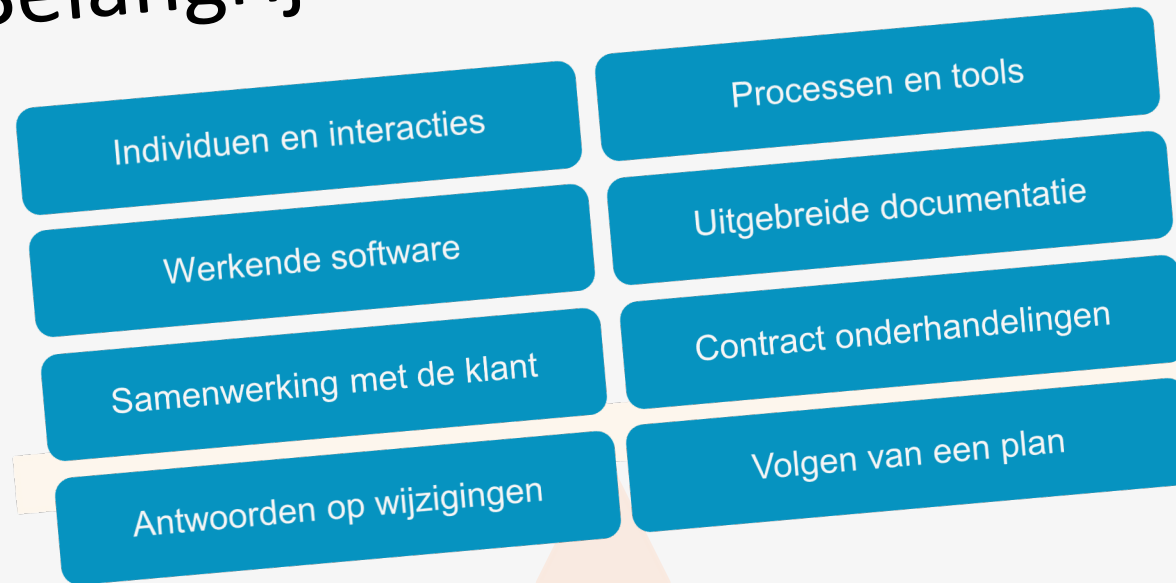 Individuen en interacties
Processen en tools
Werkende software
Uitgebreide documentatie
Samenwerking met de klant
Contract onderhandelingen
Antwoorden op wijzigingen
Volgen van een plan